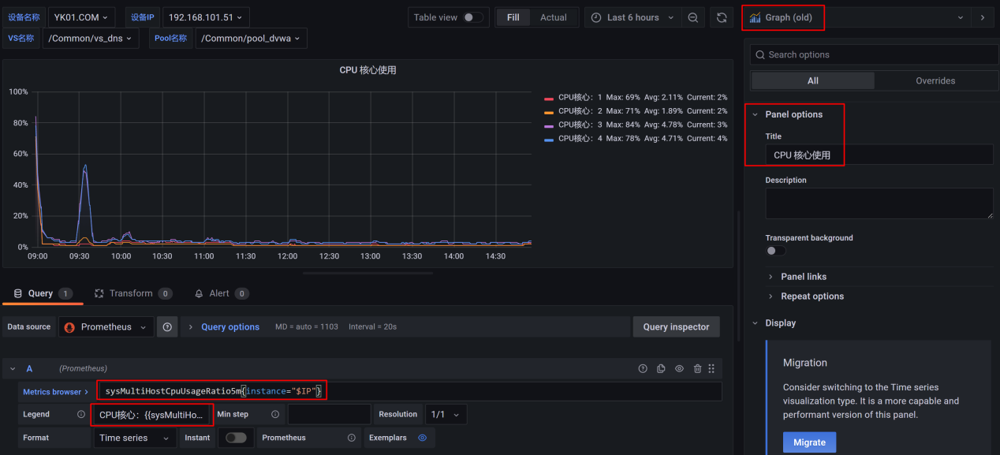 设备名称 YK01.COM 设备IP 192.168.101.51 Table view Fill Actual Last 6 hours Graph (old)
VS名称 /Common/vs_dns Pool名称 /Common/pool_dvwa
Search options
All Overrides
CPU 核心使用
100%
80%
60%
40%
20%
0%
09:00 09:30 10:00 10:30 11:00 11:30 12:00 12:30 13:00 13:30 14:00 14:30
CPU核心：1 Max: 69% Avg: 2.11% Current: 2%
CPU核心：2 Max: 71% Avg: 1.89% Current: 2%
CPU核心：3 Max: 84% Avg: 4.78% Current: 3%
CPU核心：4 Max: 78% Avg: 4.71% Current: 4%
Panel options
Title
CPU 核心使用
Description
Transparent background
Panel links
Repeat options
Display
Migration
Consider switching to the Time series
visualization type. It is a more capable and
performant version of this panel.
Migrate
Query 1 Transform 0 Alert 0
Data source Prometheus Query options MD = auto = 1103 Interval = 20s Query inspector
A (Prometheus)
Metrics browser sysMultiHostCpuUsageRatio5m{instance="$IP"}
Legend CPU核心：{{sysMultiHo... Min step Resolution 1/1
Format Time series Instant Prometheus Exemplars